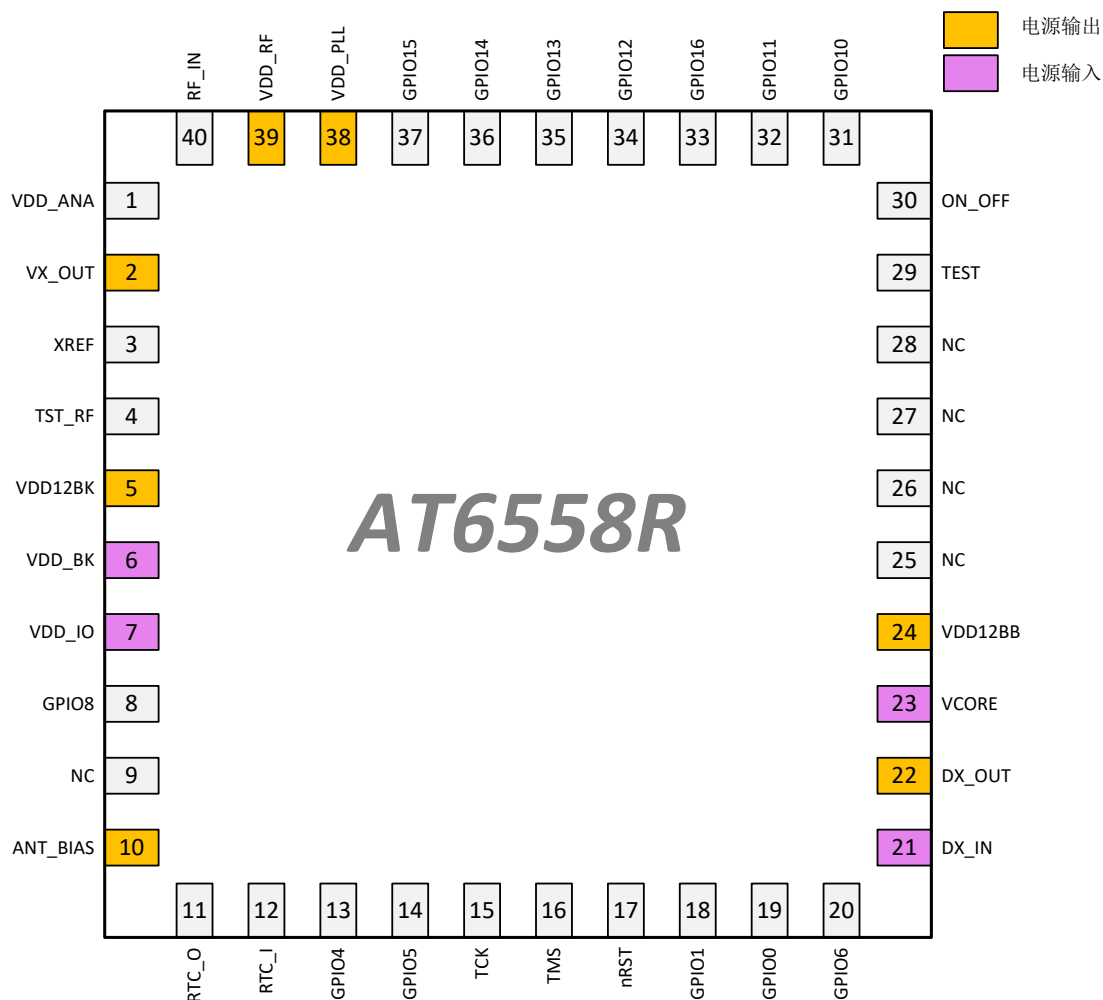 电源输出
电源输入
RF_IN
VDD_RF
VDD_PLL
GPIO15
GPIO14
GPIO13
GPIO12
GPIO16
GPIO11
GPIO10
40 39 38 37 36 35 34 33 32 31
VDD_ANA 1 30 ON_OFF
VX_OUT 2 29 TEST
XREF 3 28 NC
TST_RF 4 27 NC
VDD12BK 5 26 NC
AT6558R
VDD_BK 6 25 NC
VDD_IO 7 24 VDD12BB
GPIO8 8 23 VCORE
NC 9 22 DX_OUT
ANT_BIAS 10 21 DX_IN
11 12 13 14 15 16 17 18 19 20
RTC_O
RTC_I
GPIO4
GPIO5
TCK
TMS
nRST
GPIO1
GPIO0
GPIO6